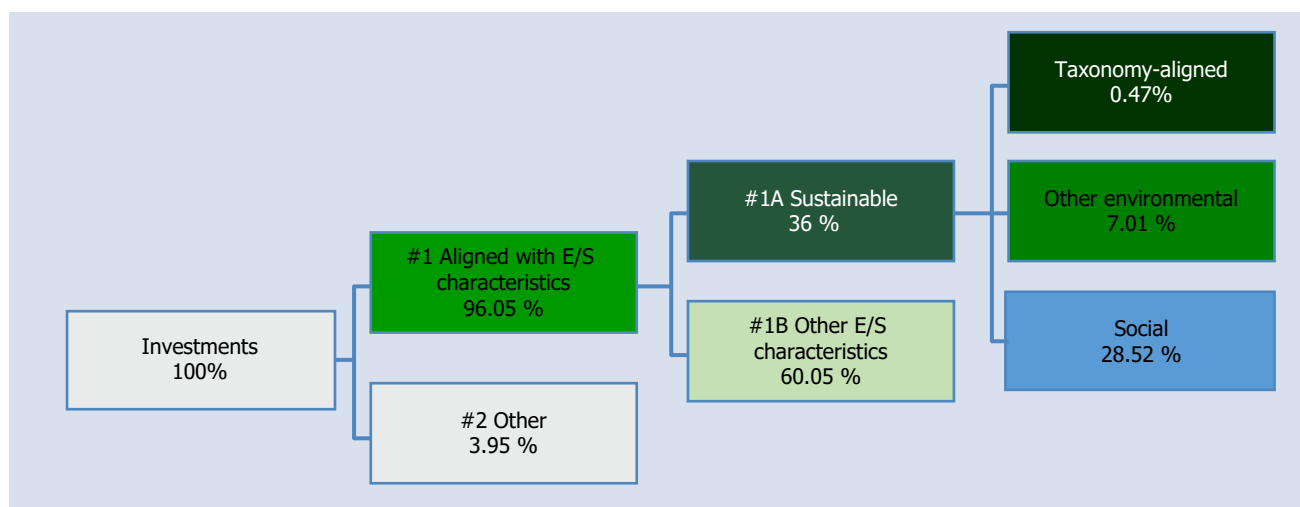 Investments
100%
#1 Aligned with E/S
characteristics
96.05 %
#2 Other
3.95 %
#1A Sustainable
36 %
#1B Other E/S
characteristics
60.05 %
Taxonomy-aligned
0.47%
Other environmental
7.01 %
Social
28.52 %